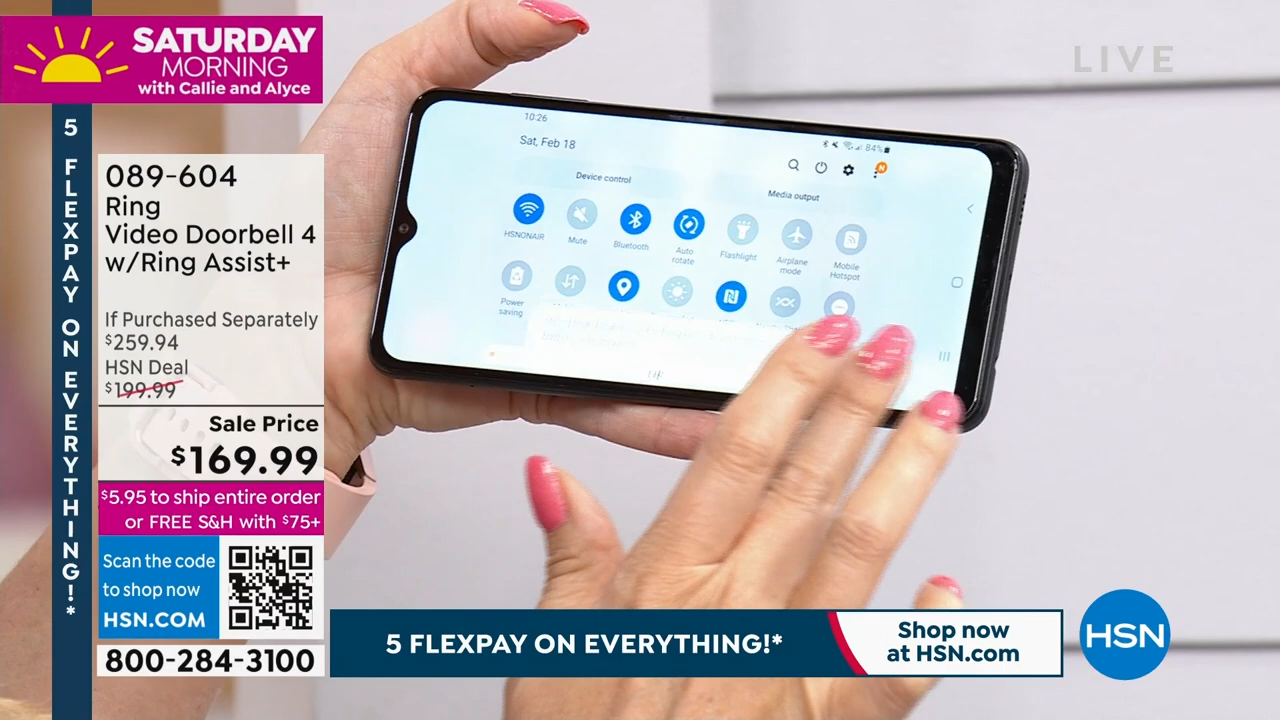 SATURDAY
MORNING
with Callie and Alyce
LIVE
5 FLEXPAY ON EVERYTHING!*
089-604
Ring
Video Doorbell 4
w/Ring Assist+
If Purchased Separately
$259.94
HSN Deal
$199.99
Sale Price
$169.99
$5.95 to ship entire order
or FREE S&H with $75+
Scan the code
to shop now
HSN.COM
800-284-3100
10:26
84%
Sat, Feb 18
N
Device control
Media output
HSNONAIR
Mute
Bluetooth
Auto
rotate
Flashlight
Airplane
mode
Mobile
Hotspot
Power
saving
5 FLEXPAY ON EVERYTHING!*
Shop now
at HSN.com
HSN